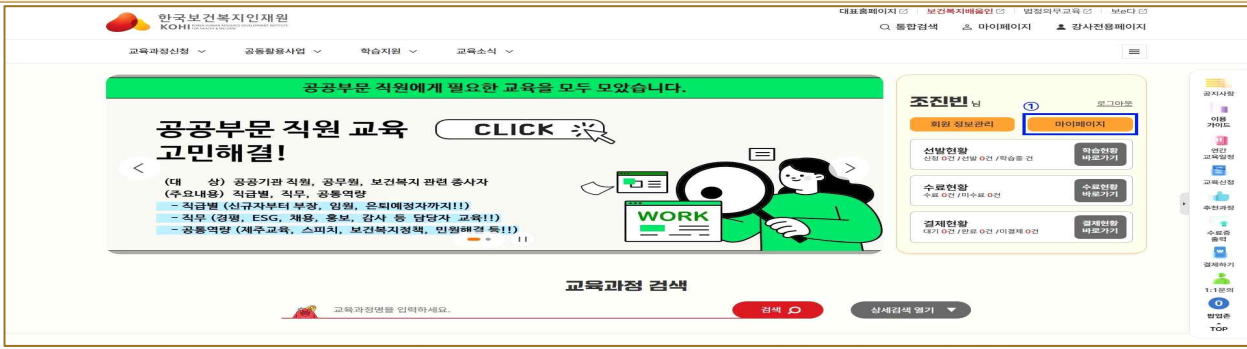 대표홈페이지 보건복지배움인 법정의무교육 보e다
한국보건복지인재원
KOHI
통합검색 마이페이지 강사전용페이지
교육과정신청 공동활용사업 학습지원 교육소식
공공부문 직원에게 필요한 교육을 모두 모았습니다.
공공부문 직원 교육 CLICK
고민해결!
(대 상) 공공기관 직원, 공무원, 보건복지 관련 종사자
(주요내용) 직급별, 직무, 공통역량
- 직급별 (신규자부터 부장, 임원, 은퇴예정자까지!!)
- 직무 (경평, ESG, 채용, 홍보, 감사 등 담당자 교육!!)
- 공통역량 (제주교육, 스피치, 보건복지정책, 민원해결 등!!)
WORK
조진빈 님 ① 로그아웃
회원 정보관리 마이페이지
선발현황
신청 0건 / 선발 0건 / 학습중 건
학습현황
바로가기
수료현황
수료 0건 / 미수료 0건
수료현황
바로가기
결제현황
대기 0건 / 완료 0건 / 미결제 0건
결제현황
바로가기
교육과정 검색
교육과정명을 입력하세요. 검색 상세검색 열기 ▼
공지사항
이용
가이드
연간
교육일정
교육신청
추천과정
수료증
출력
결제하기
1:1문의
0
팝업존
TOP